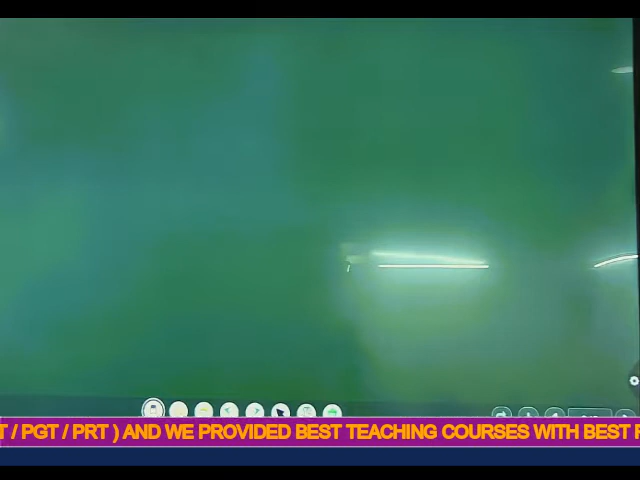 / PGT / PRT ) AND WE PROVIDED BEST TEACHING COURSES WITH BEST